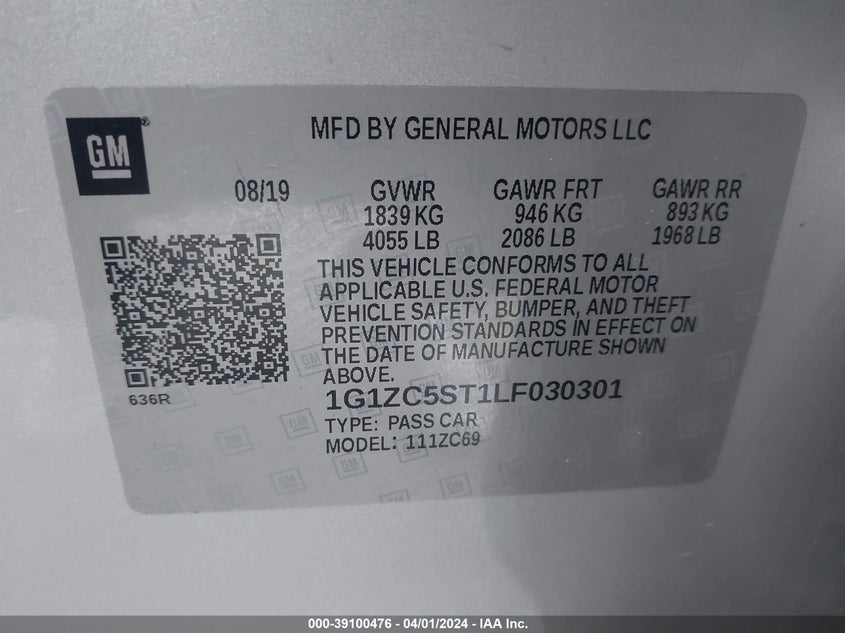 GM
MFD BY GENERAL MOTORS LLC
08/19 GVWR GAWR FRT GAWR RR
1839 KG 946 KG 893 KG
4055 LB 2086 LB 1968 LB
THIS VEHICLE CONFORMS TO ALL
APPLICABLE U.S. FEDERAL MOTOR
VEHICLE SAFETY, BUMPER, AND THEFT
PREVENTION STANDARDS IN EFFECT ON
THE DATE OF MANUFACTURE SHOWN
ABOVE.
636R
1G1ZC5ST1LF030301
TYPE: PASS CAR
MODEL: 111ZC69
000-39100476 - 04/01/2024 - IAA Inc.